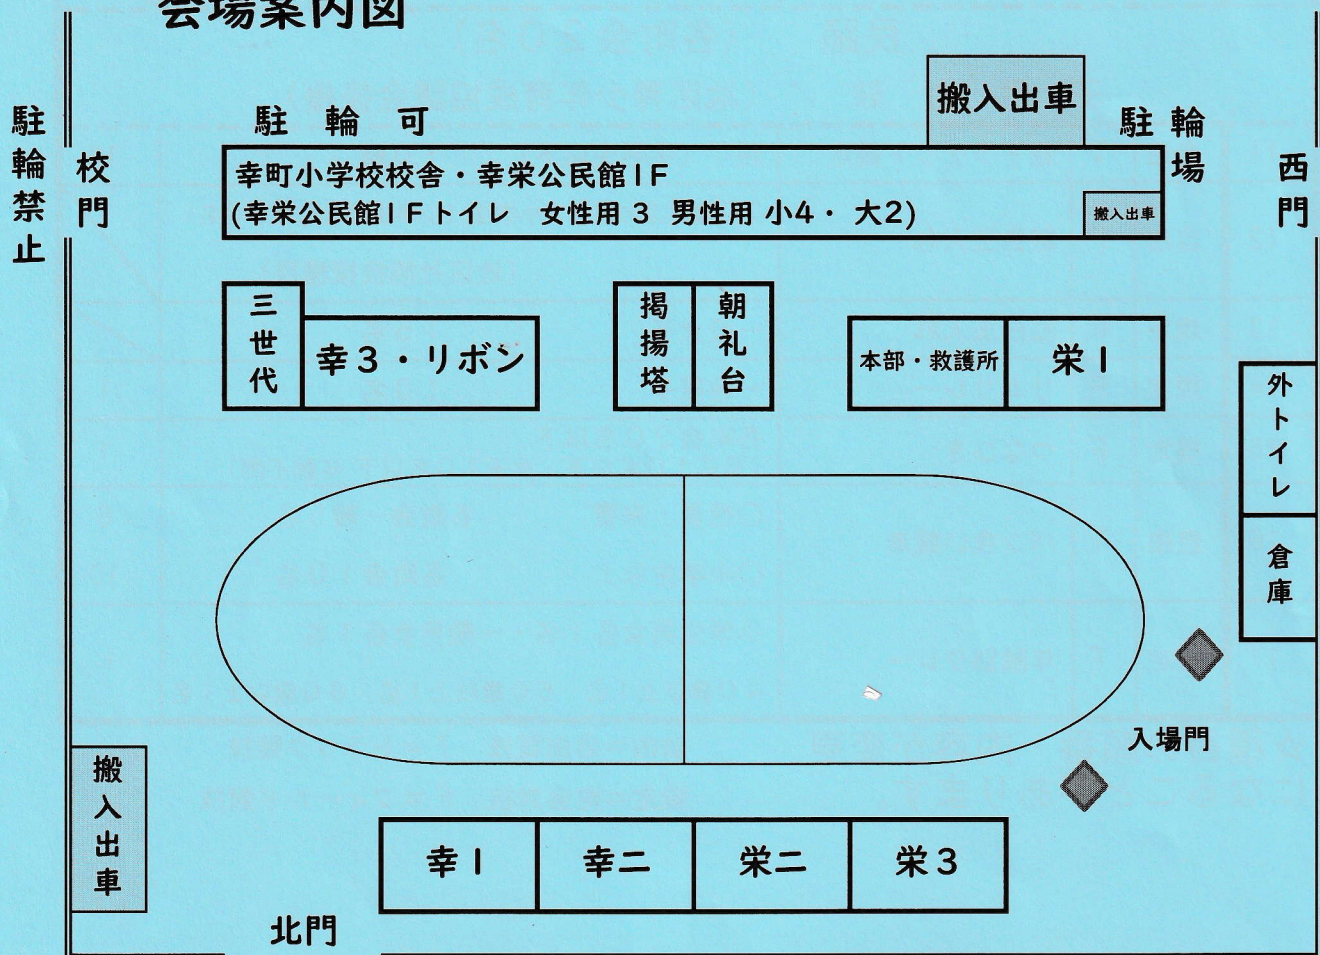 会場案内図
搬入出車
駐輪可
駐輪場
駐輪禁止
校門
西門
幸町小学校校舎・幸栄公民館1F
(幸栄公民館1Fトイレ 女性用 3 男性用 小4・ 大2)
搬入出車
三世代
幸3・リボン
掲揚塔
朝礼台
本部・救護所
栄1
外トイレ
倉庫
入場門
搬入出車
幸1
幸二
栄二
栄3
北門